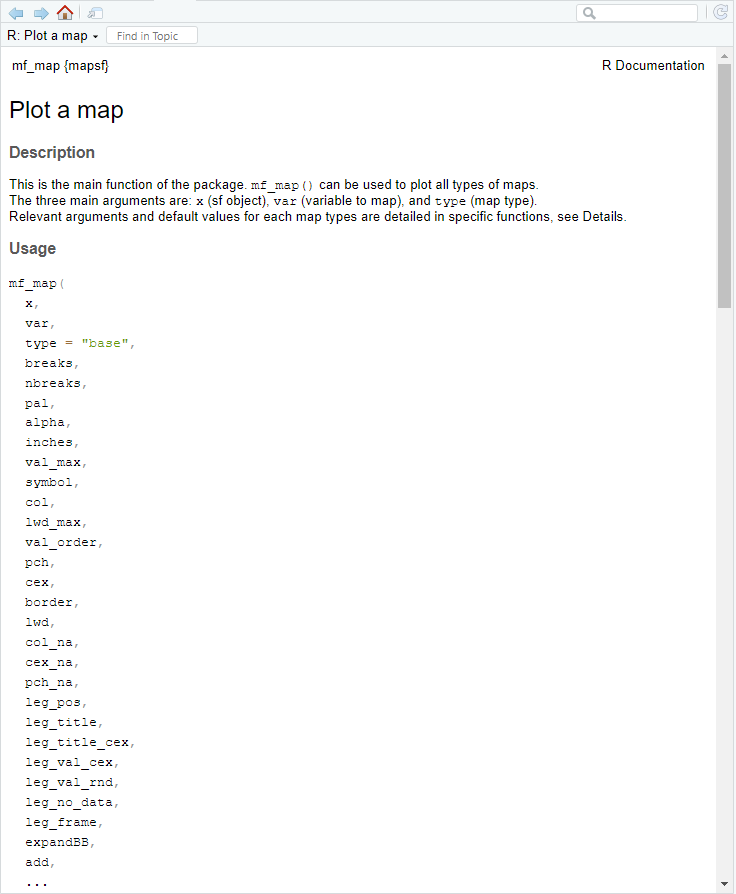 R: Plot a map
Find in Topic
mf_map {mapsf} R Documentation
Plot a map
Description
This is the main function of the package. mf_map() can be used to plot all types of maps.
The three main arguments are: x (sf object), var (variable to map), and type (map type).
Relevant arguments and default values for each map types are detailed in specific functions, see Details.
Usage
mf_map(
x,
var,
type = "base",
breaks,
nbreaks,
pal,
alpha,
inches,
val_max,
symbol,
col,
lwd_max,
val_order,
pch,
cex,
border,
lwd,
col_na,
cex_na,
pch_na,
leg_pos,
leg_title,
leg_title_cex,
leg_val_cex,
leg_val_rnd,
leg_no_data,
leg_frame,
expandBB,
add,
...